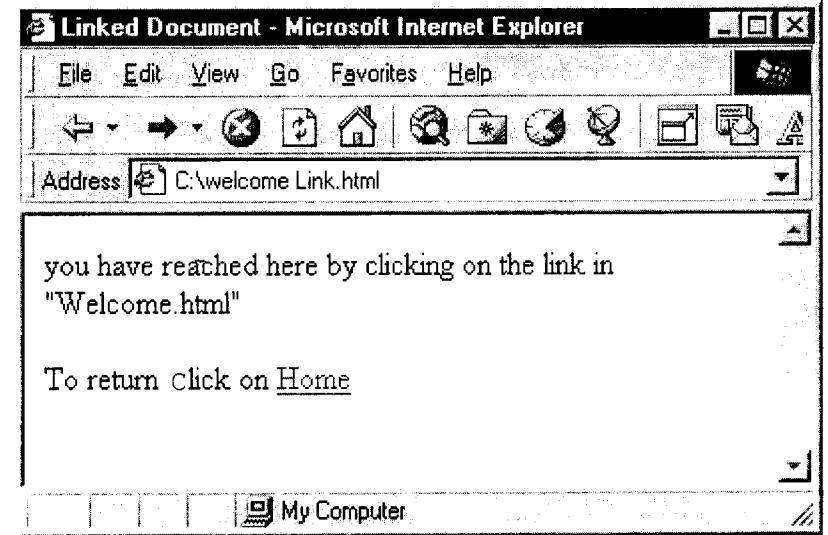 Linked Document - Microsoft Internet Explorer
File Edit View Go Favorites Help
Address C:\welcome Link.html
you have reached here by clicking on the link in
"Welcome.html"
To return Click on Home
My Computer